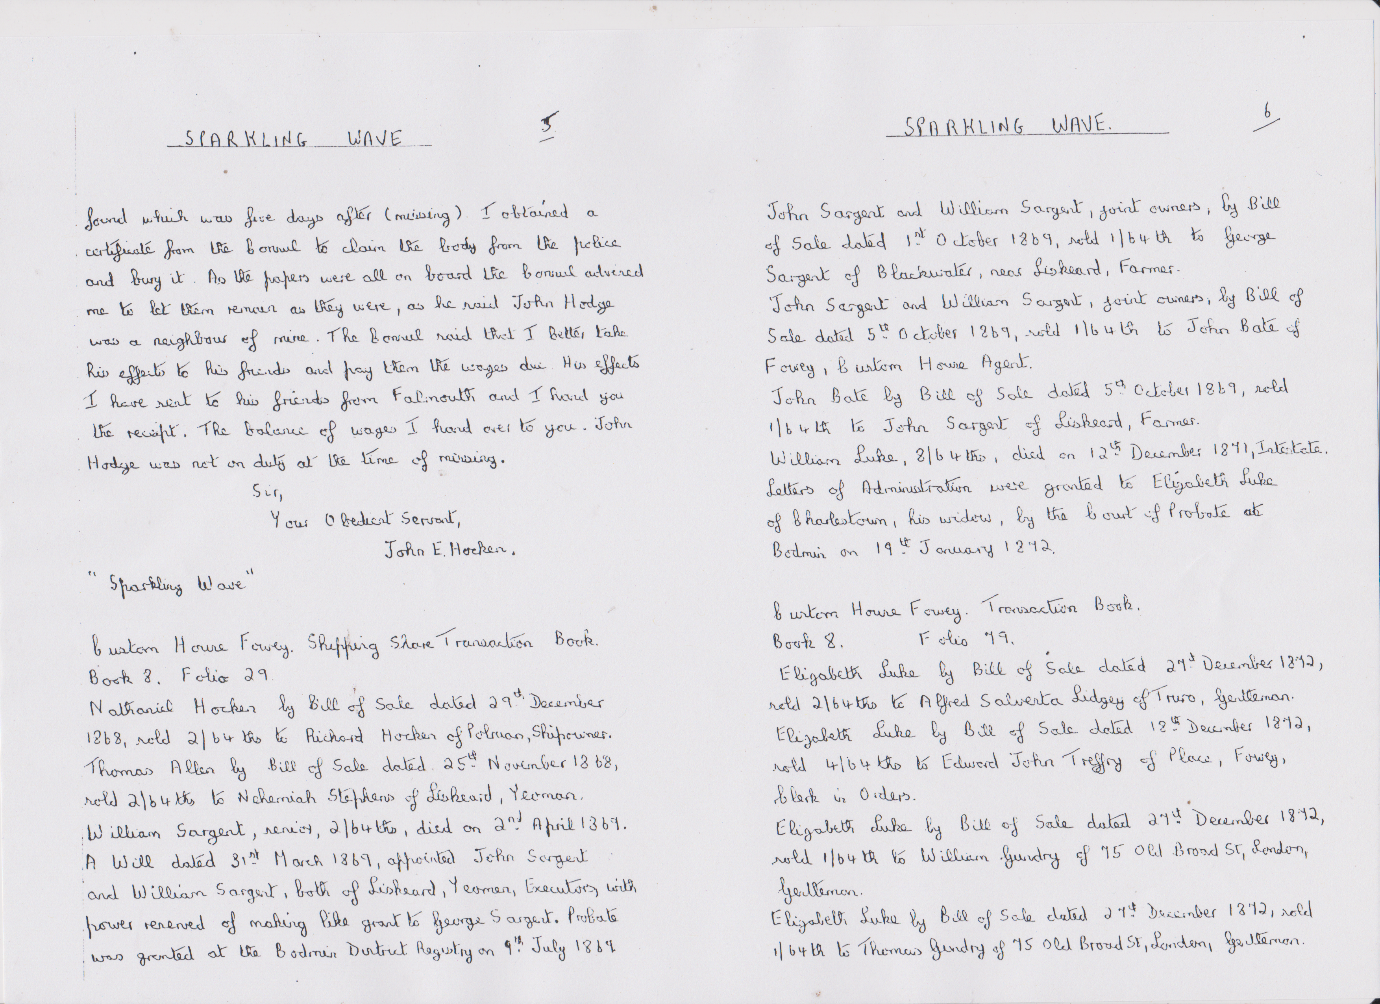 SPARKLING WAVE 5
found which was five days after (missing) I obtained a
certificate from the Consul to claim the body from the police
and bury it. As the papers were all on board the Consul advised
me to let them remain as they were, as he said John Hodge
was a neighbour of mine. The Consul said that I better take
his effects to his friends and pay them the wages due. His effects
I have sent to his friends from Falmouth and I hand you
the receipt. The balance of wages I hand over to you. John
Hodge was not on duty at the time of missing.
Sir,
Your Obedient Servant,
John E. Hocken.
"Sparkling Wave"
Custom House Fowey. Shipping Share Transaction Book.
Book 8. Folio 29
Nathaniel Hocken by Bill of Sale dated 29th December
1868, sold 2/64ths to Richard Hocken of Polruan, Shipowner.
Thomas Allen by Bill of Sale dated 25th November 1868,
sold 2/64ths to Nehemiah Stephens of Liskeard, Yeoman.
William Sargent, senior, 2/64ths, died on 2nd April 1869.
A Will dated 31st March 1869, appointed John Sargent
and William Sargent, both of Liskeard, Yeomen, Executors, with
power reserved of making like grant to George Sargent. Probate
was granted at the Bodmin District Registry on 9th July 1869
SPARKLING WAVE. 6
John Sargent and William Sargent, joint owners, by Bill
of Sale dated 1st October 1869, sold 1/64th to George
Sargent of Blackwater, near Liskeard, Farmer.
John Sargent and William Sargent, joint owners, by Bill of
Sale dated 5th October 1869, sold 1/64th to John Bate of
Fowey, Custom House Agent.
John Bate by Bill of Sale dated 5th October 1869, sold
1/64th to John Sargent of Liskeard, Farmer.
William Luke, 8/64ths, died on 12th December 1871, Intestate.
Letters of Administration were granted to Elizabeth Luke
of Charlestown, his widow, by the Court of Probate at
Bodmin on 19th January 1872.
Custom House Fowey. Transaction Book.
Book 8. Folio 79.
Elizabeth Luke by Bill of Sale dated 27th December 1872,
sold 2/64ths to Alfred Salverta Lidgey of Truro, Gentleman.
Elizabeth Luke by Bill of Sale dated 18th December 1872,
sold 4/64ths to Edward John Treffry of Place, Fowey,
Clerk in Orders.
Elizabeth Luke by Bill of Sale dated 27th December 1872,
sold 1/64th to William Gundry of 75 Old Broad St, London,
Gentleman.
Elizabeth Luke by Bill of Sale dated 27th December 1872, sold
1/64th to Thomas Gundry of 75 Old Broad St, London, Gentleman.